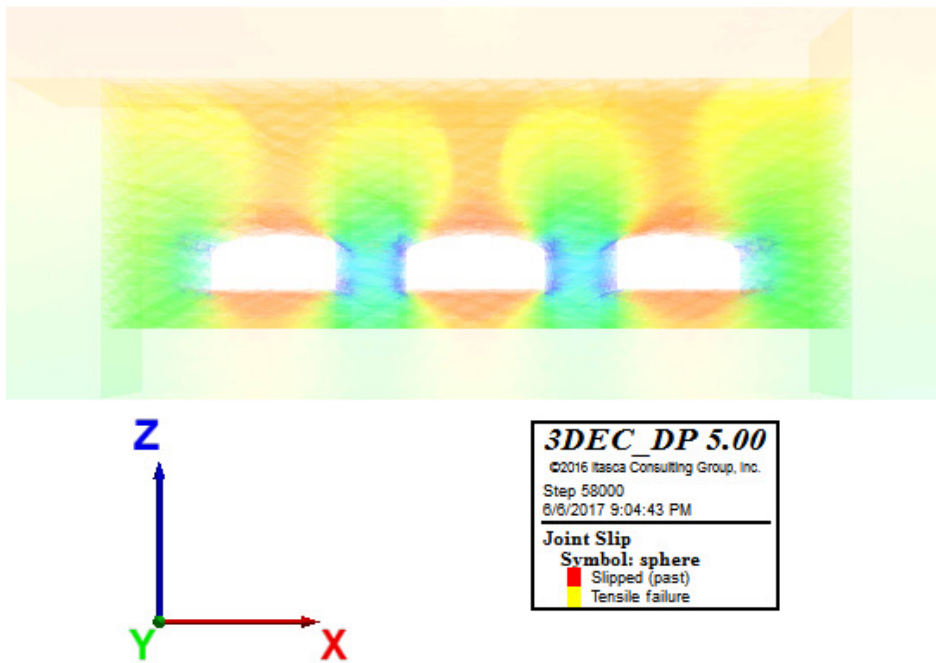 Z
Y
X
3DEC_DP 5.00
©2016 Itasca Consulting Group, Inc.
Step 58000
6/6/2017 9:04:43 PM
Joint Slip
Symbol: sphere
Slipped (past)
Tensile failure